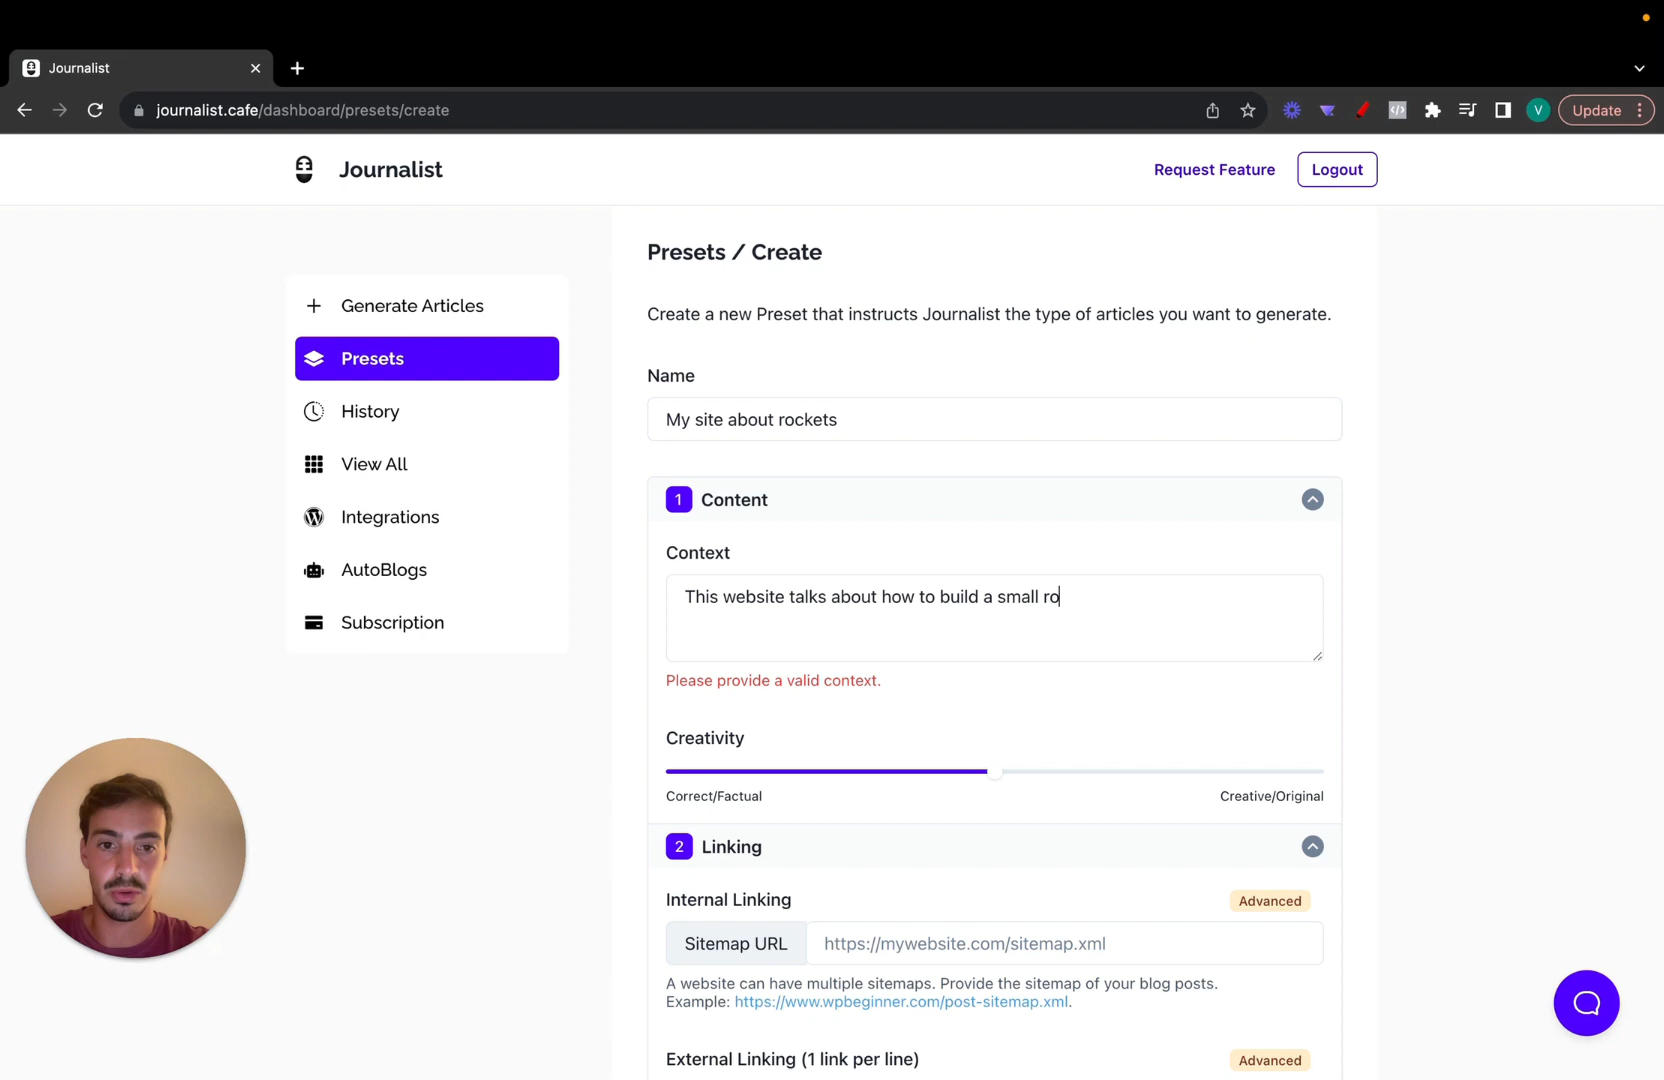 Journalist
journalist.cafe/dashboard/presets/create
V
Update
Journalist
Request Feature
Logout
Generate Articles
Presets
History
View All
Integrations
AutoBlogs
Subscription
Presets / Create
Create a new Preset that instructs Journalist the type of articles you want to generate.
Name
My site about rockets
1 Content
Context
This website talks about how to build a small ro
Please provide a valid context.
Creativity
Correct/Factual
Creative/Original
2 Linking
Internal Linking
Advanced
Sitemap URL
https://mywebsite.com/sitemap.xml
A website can have multiple sitemaps. Provide the sitemap of your blog posts.
Example: https://www.wpbeginner.com/post-sitemap.xml.
External Linking (1 link per line)
Advanced